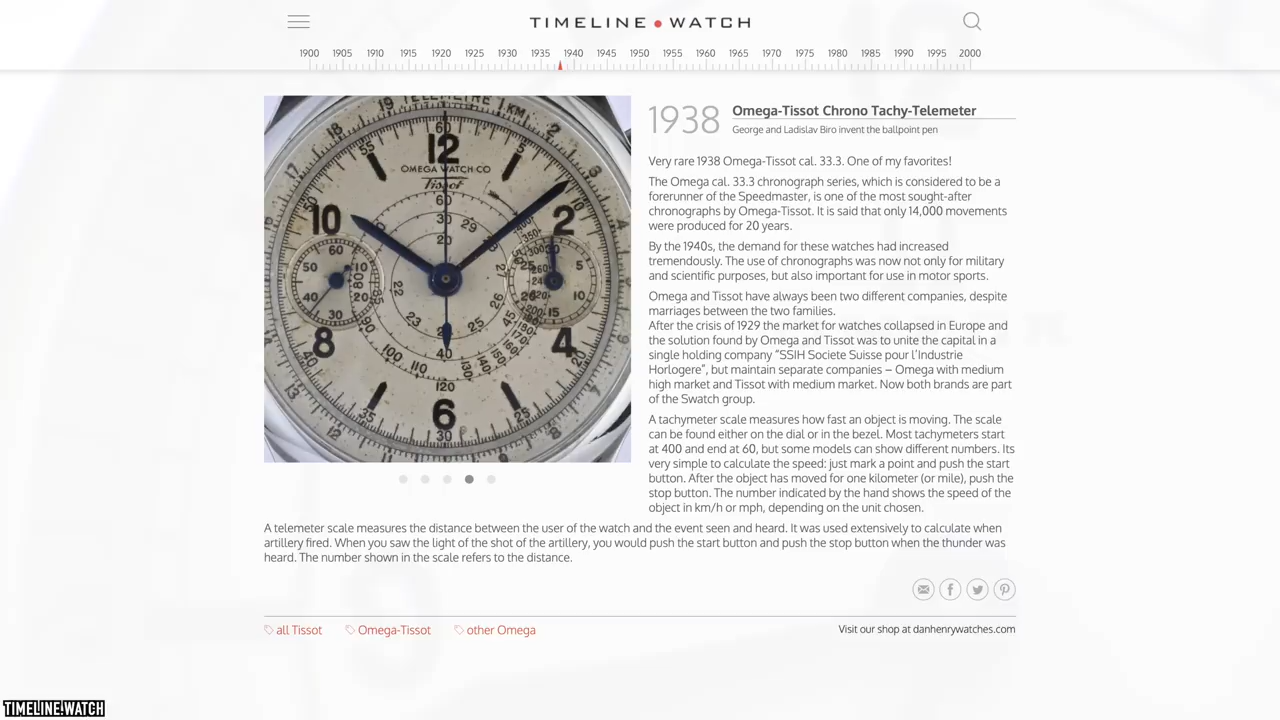 TIMELINE WATCH
1900 1905 1910 1915 1920 1925 1930 1935 1940 1945 1950 1955 1960 1965 1970 1975 1980 1985 1990 1995 2000
TELEMETRE 1 KM
60
12
OMEGA WATCH CO
Tissot
10
2
8
4
6
1938
Omega-Tissot Chrono Tachy-Telemeter
George and Ladislav Biro invent the ballpoint pen
Very rare 1938 Omega-Tissot cal. 33.3. One of my favorites!
The Omega cal. 33.3 chronograph series, which is considered to be a
forerunner of the Speedmaster, is one of the most sought-after
chronographs by Omega-Tissot. It is said that only 14,000 movements
were produced for 20 years.
By the 1940s, the demand for these watches had increased
tremendously. The use of chronographs was now not only for military
and scientific purposes, but also important for use in motor sports.
Omega and Tissot have always been two different companies, despite
marriages between the two families.
After the crisis of 1929 the market for watches collapsed in Europe and
the solution found by Omega and Tissot was to unite the capital in a
single holding company “SSIH Societe Suisse pour l’Industrie
Horlogere”, but maintain separate companies – Omega with medium
high market and Tissot with medium market. Now both brands are part
of the Swatch group.
A tachymeter scale measures how fast an object is moving. The scale
can be found either on the dial or in the bezel. Most tachymeters start
at 400 and end at 60, but some models can show different numbers. Its
very simple to calculate the speed: just mark a point and push the start
button. After the object has moved for one kilometer (or mile), push the
stop button. The number indicated by the hand shows the speed of the
object in km/h or mph, depending on the unit chosen.
A telemeter scale measures the distance between the user of the watch and the event seen and heard. It was used extensively to calculate when
artillery fired. When you saw the light of the shot of the artillery, you would push the start button and push the stop button when the thunder was
heard. The number shown in the scale refers to the distance.
all Tissot
Omega-Tissot
other Omega
Visit our shop at danhenrywatches.com
TIMELINE.WATCH